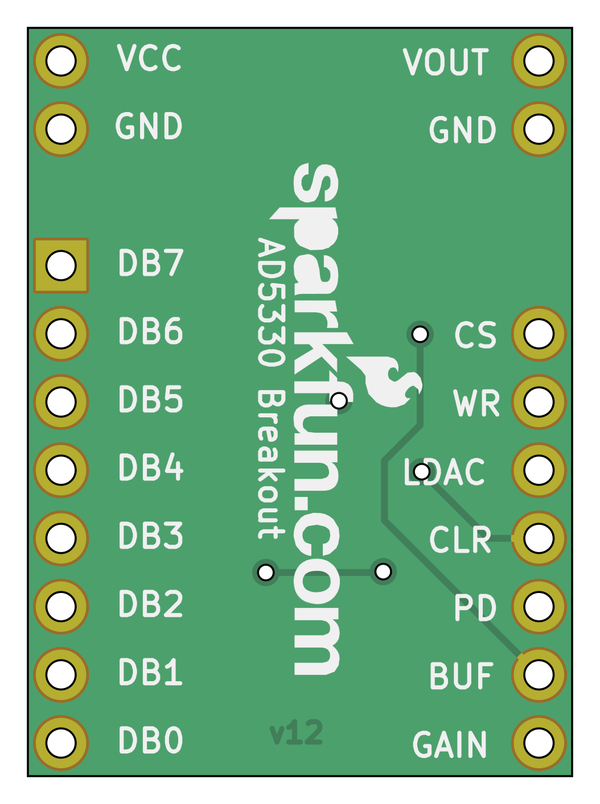 VCC
GND
DB7
DB6
DB5
DB4
DB3
DB2
DB1
DB0
sparkfun.com
AD5330 Breakout
v12
VOUT
GND
CS
WR
LDAC
CLR
PD
BUF
GAIN